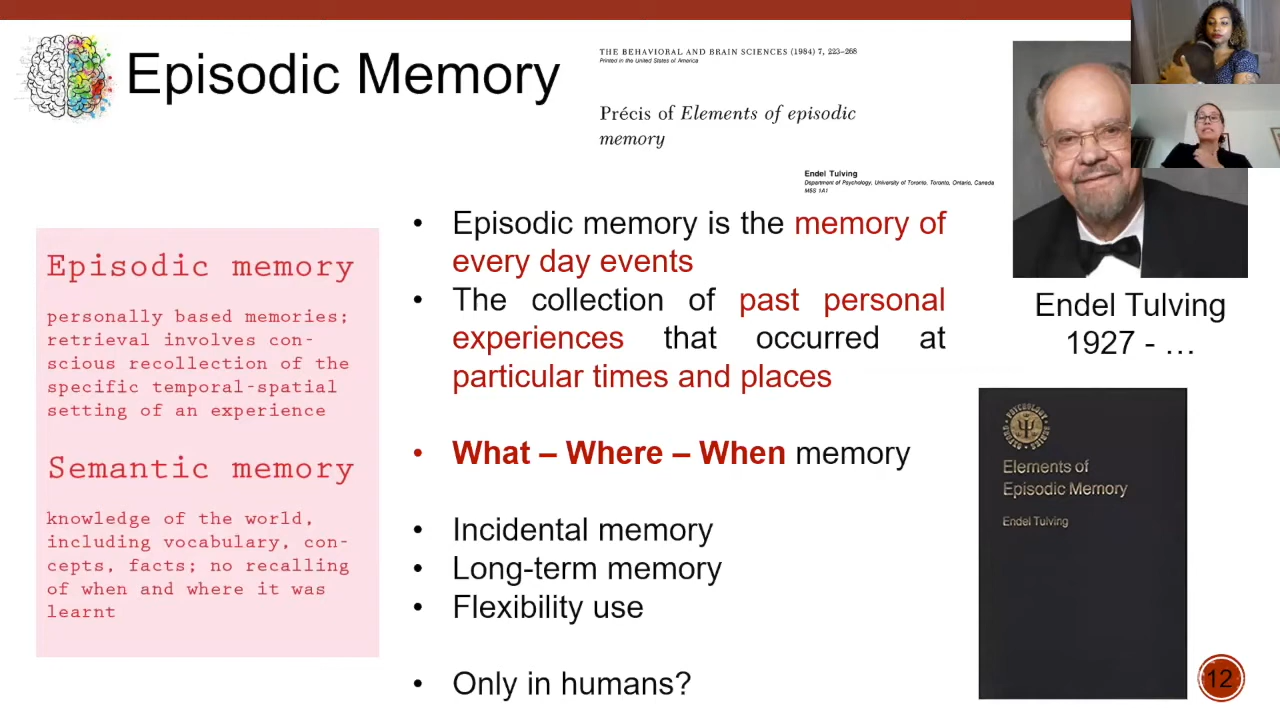 Episodic Memory
THE BEHAVIORAL AND BRAIN SCIENCES (1984) 7, 223–268
Printed in the United States of America
Précis of Elements of episodic
memory
Endel Tulving
Department of Psychology, University of Toronto, Toronto, Ontario, Canada
M5S 1A1
Episodic memory
personally based memories;
retrieval involves con-
scious recollection of the
specific temporal-spatial
setting of an experience
Semantic memory
knowledge of the world,
including vocabulary, con-
cepts, facts; no recalling
of when and where it was
learnt
• Episodic memory is the memory of
every day events
• The collection of past personal
experiences that occurred at
particular times and places
• What – Where – When memory
• Incidental memory
• Long-term memory
• Flexibility use
• Only in humans?
Endel Tulving
1927 - ...
Elements of
Episodic Memory
Endel Tulving
12